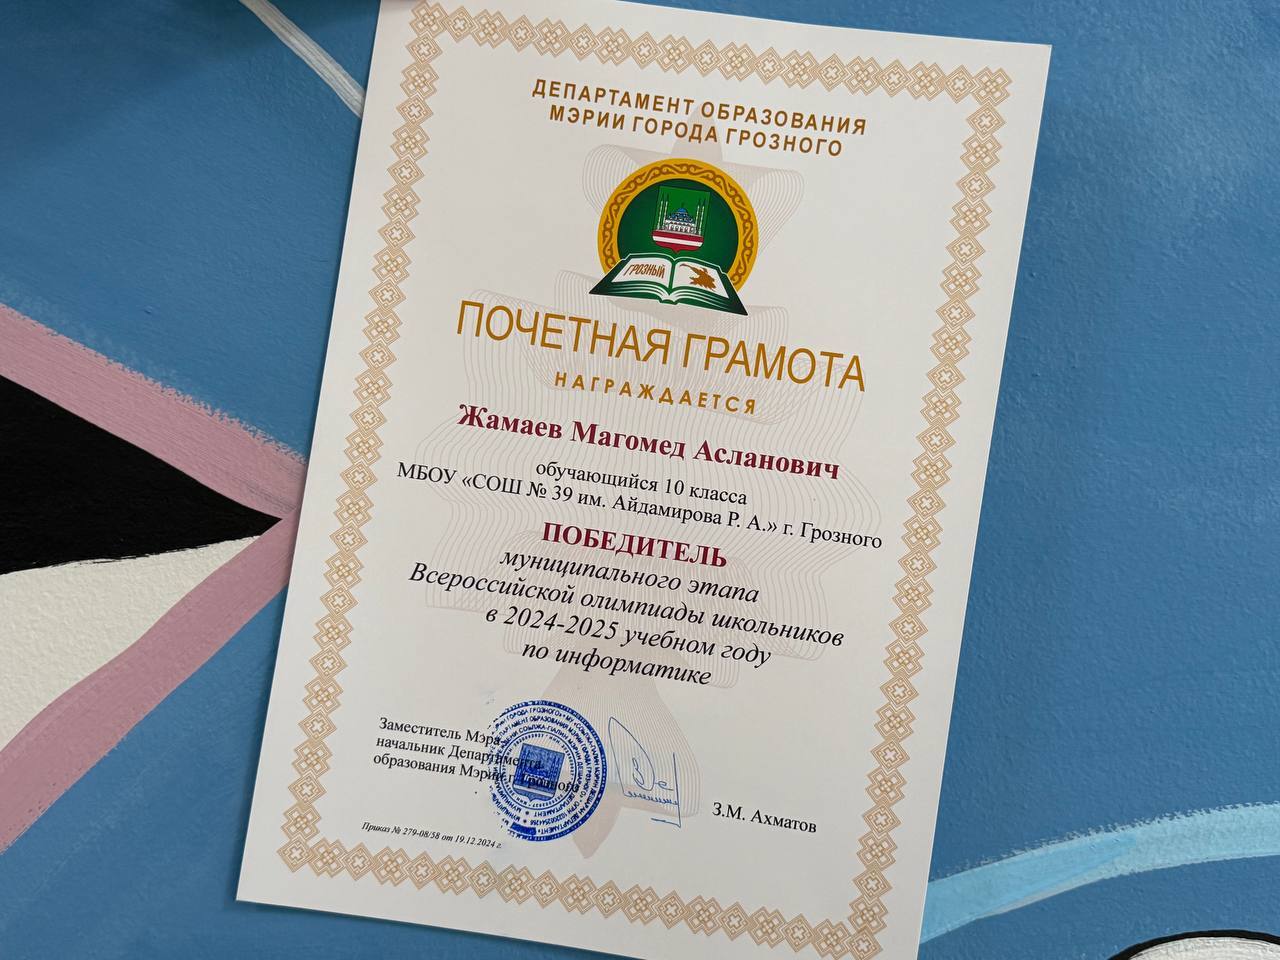 ДЕПАРТАМЕНТ ОБРАЗОВАНИЯ
МЭРИИ ГОРОДА ГРОЗНОГО
ГРОЗНЫЙ
ПОЧЕТНАЯ ГРАМОТА
НАГРАЖДАЕТСЯ
Жамаев Магомед Асланович
обучающийся 10 класса
МБОУ «СОШ № 39 им. Айдамирова Р. А.» г. Грозного
ПОБЕДИТЕЛЬ
муниципального этапа
Всероссийской олимпиады школьников
в 2024-2025 учебном году
по информатике
Заместитель Мэра-
начальник Департамента
образования Мэрии г. Грозного
З.М. Ахматов
Приказ № 279-08/58 от 19.12.2024 г.